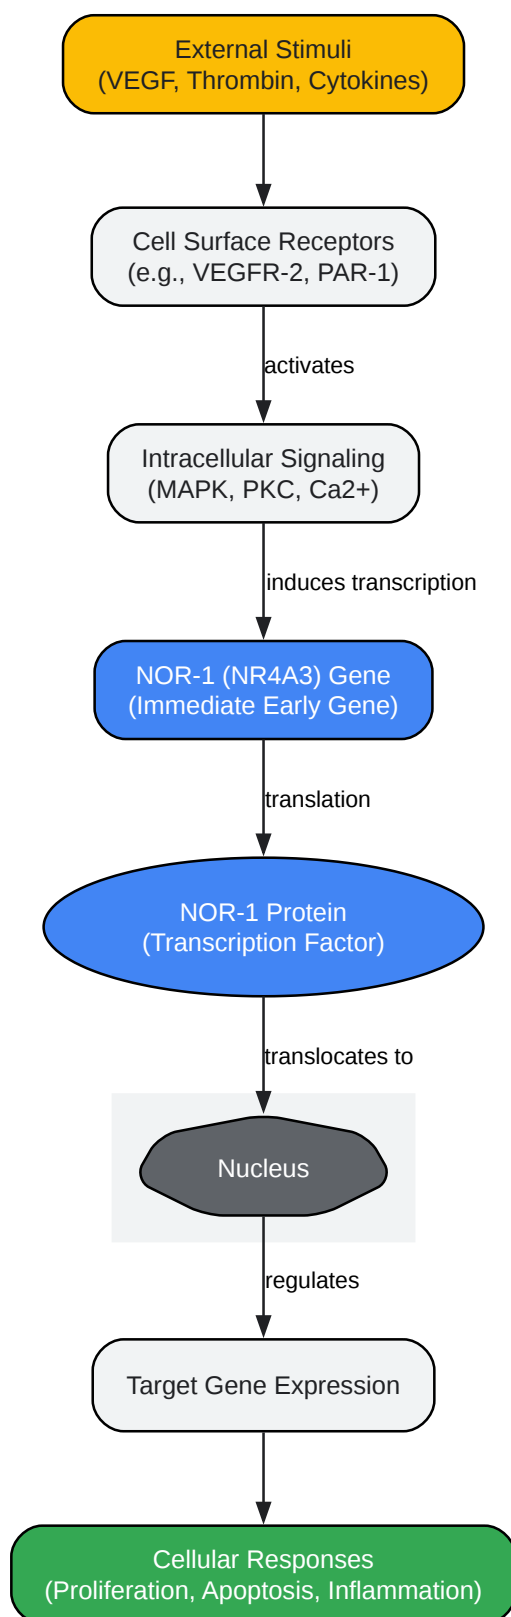 External Stimuli
(VEGF, Thrombin, Cytokines)
Cell Surface Receptors
(e.g., VEGFR-2, PAR-1)
activates
Intracellular Signaling
(MAPK, PKC, Ca2+)
induces transcription
NOR-1 (NR4A3) Gene
(Immediate Early Gene)
translation
NOR-1 Protein
(Transcription Factor)
translocates to
Nucleus
regulates
Target Gene Expression
Cellular Responses
(Proliferation, Apoptosis, Inflammation)